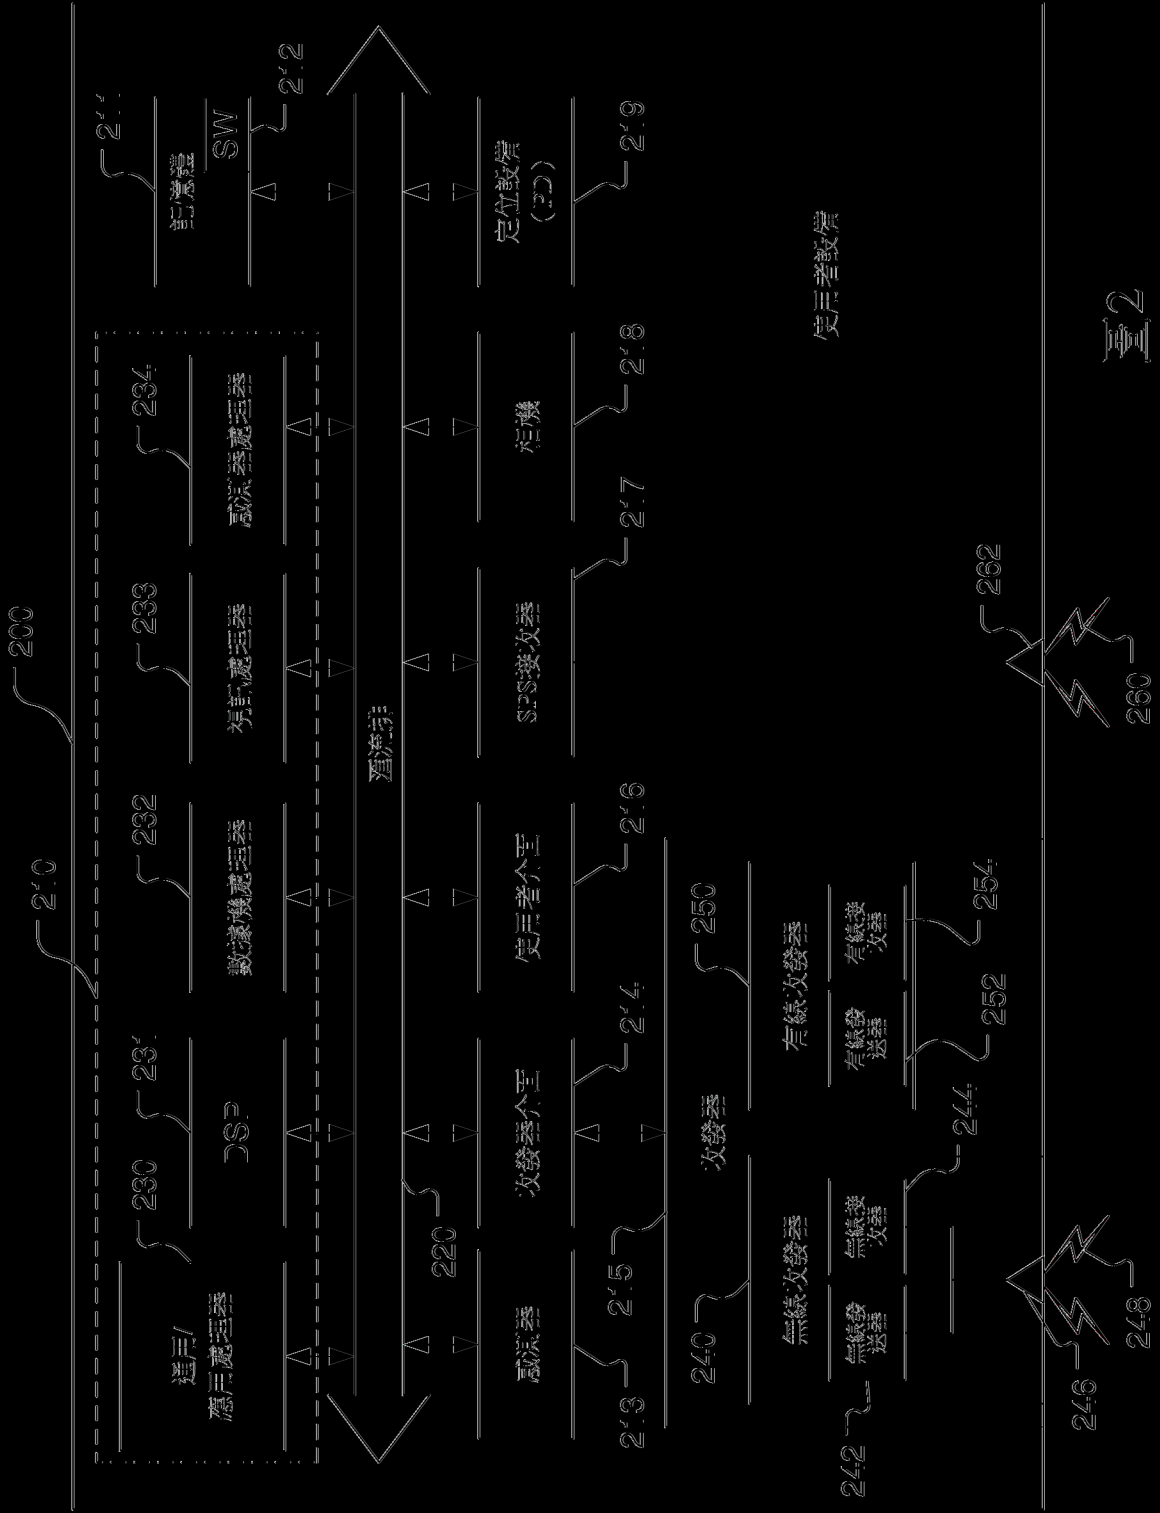 200
210
211
230
231
232
233
234
通用/
應用處理器
DSP
數據機處理器
視訊處理器
感測器處理器
記憶體
SW
212
匯流排
220
感測器
收發器介面
使用者介面
SPS接收器
相機
定位設備
(PD)
213
215
214
216
217
218
219
收發器
240
250
無線收發器
有線收發器
無線發
送器
無線接
收器
有線發
送器
有線接
收器
242
244
252
254
使用者設備
262
246
248
260
圖2